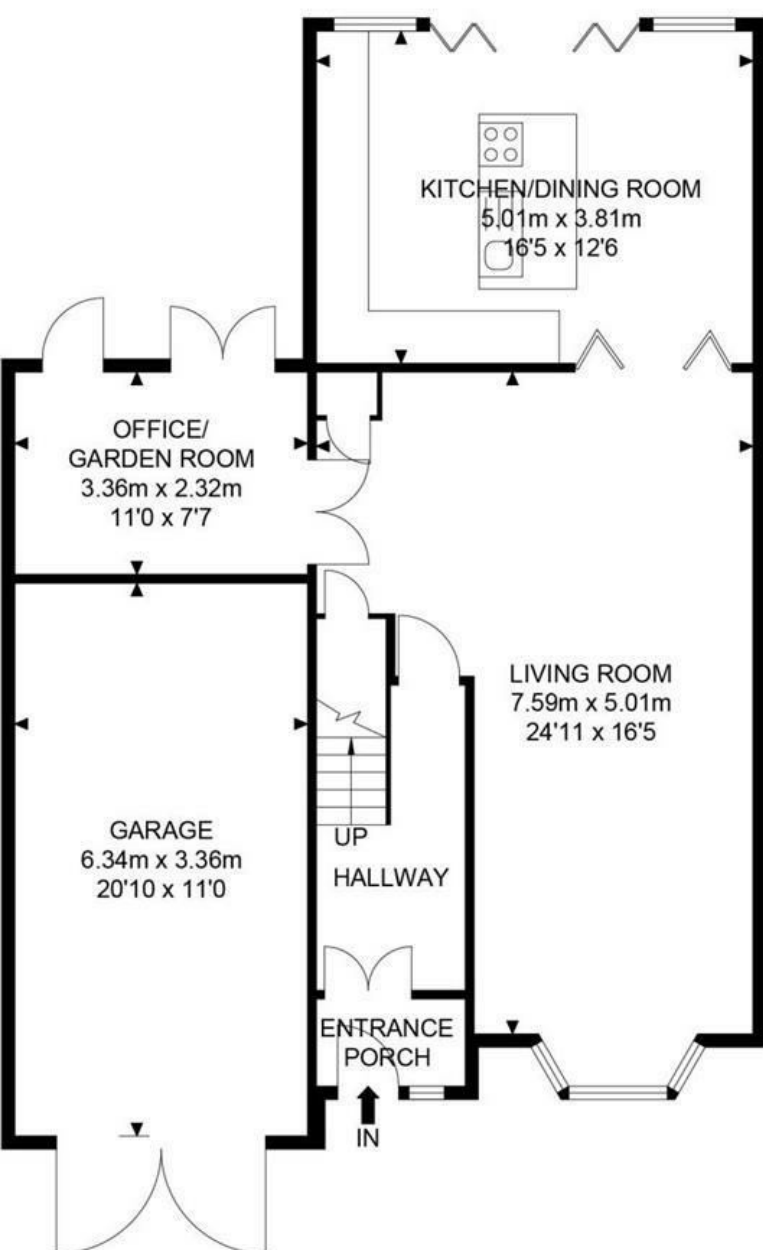 KITCHEN/DINING ROOM
5.01m x 3.81m
16'5 x 12'6
OFFICE/
GARDEN ROOM
3.36m x 2.32m
11'0 x 7'7
LIVING ROOM
7.59m x 5.01m
24'11 x 16'5
GARAGE
6.34m x 3.36m
20'10 x 11'0
UP
HALLWAY
ENTRANCE
PORCH
IN